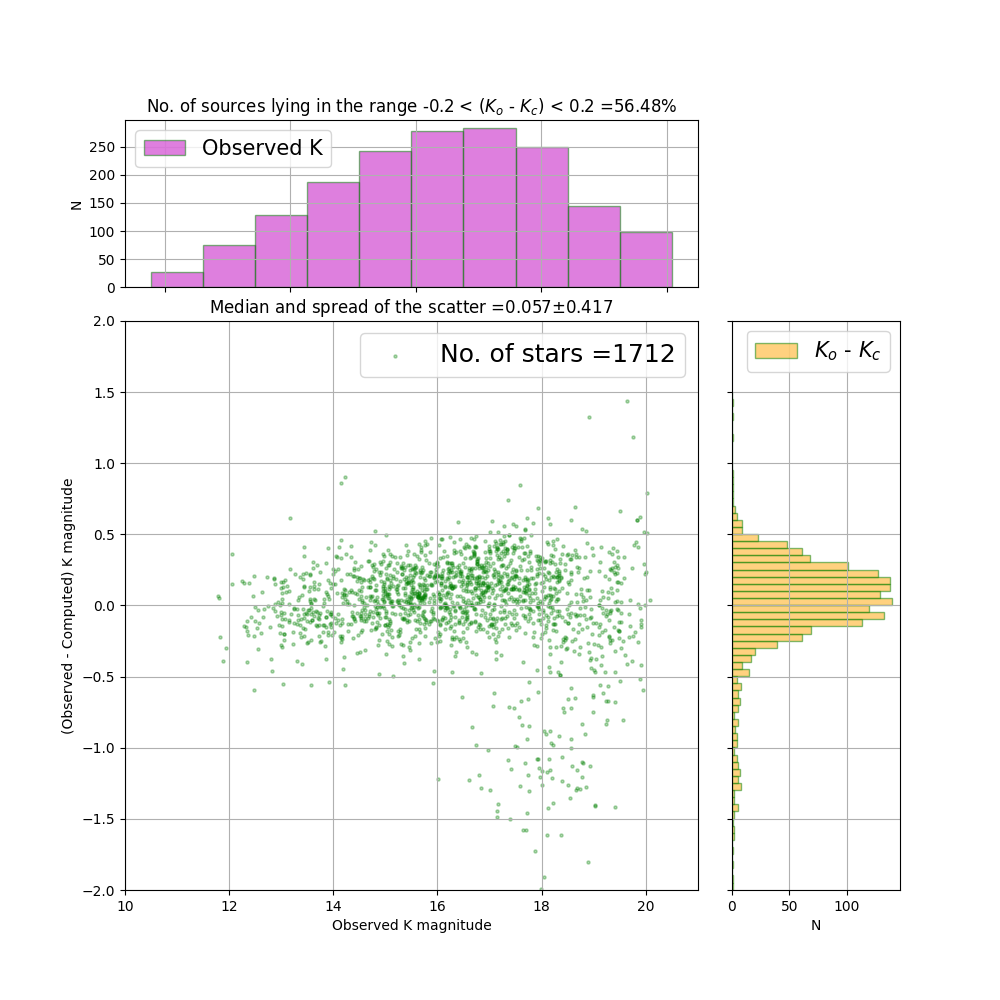 No. of sources lying in the range -0.2 < (K_o - K_c) < 0.2 =56.48%
Observed K
250
200
150
100
50
0
N
Median and spread of the scatter =0.057±0.417
No. of stars =1712
2.0
1.5
1.0
0.5
0.0
−0.5
−1.0
−1.5
−2.0
(Observed - Computed) K magnitude
10 12 14 16 18 20
Observed K magnitude
K_o - K_c
0 50 100
N